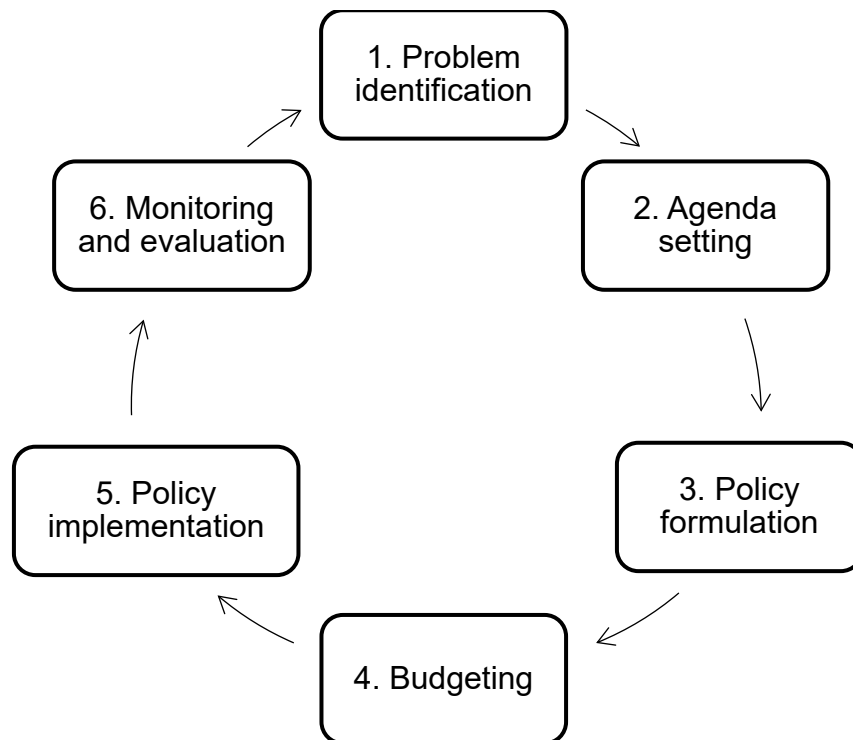 1. Problem
identification
2. Agenda
setting
3. Policy
formulation
4. Budgeting
5. Policy
implementation
6. Monitoring
and evaluation